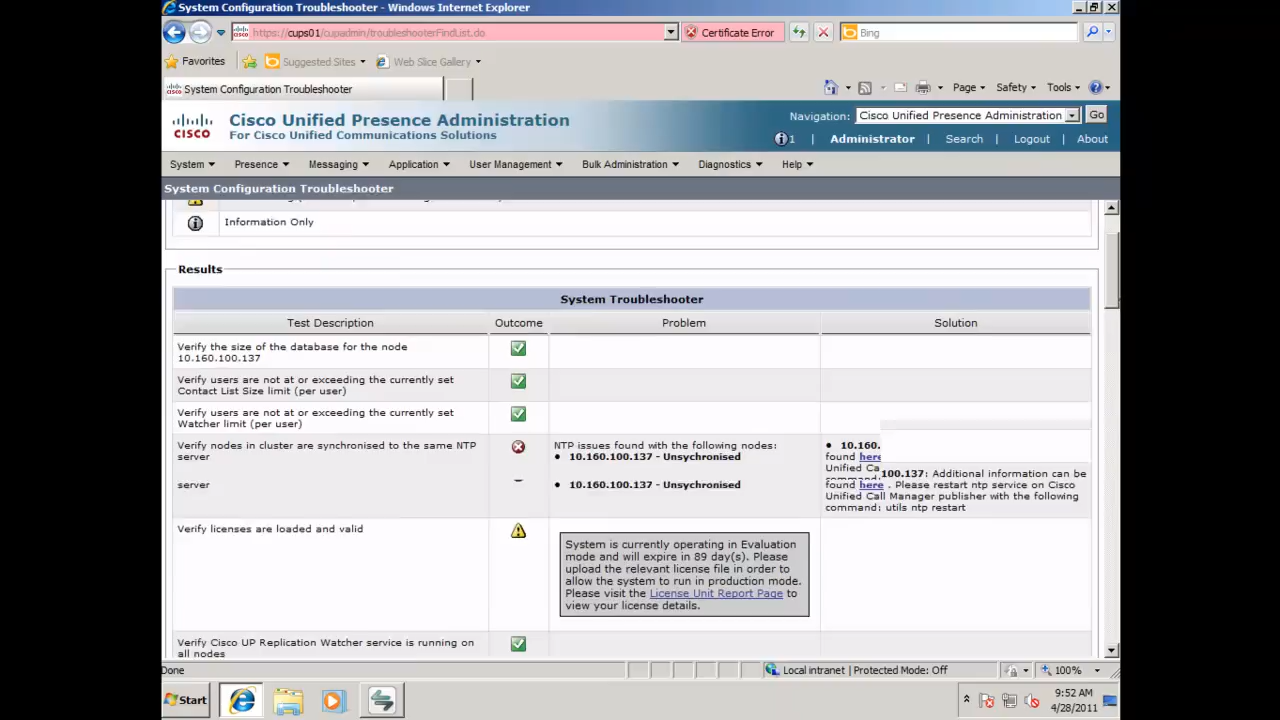 System Configuration Troubleshooter - Windows Internet Explorer
https://cups01/cupadmin/troubleshooterFindList.do
Certificate Error
Bing
Favorites
Suggested Sites
Web Slice Gallery
System Configuration Troubleshooter
Page
Safety
Tools
CISCO
Cisco Unified Presence Administration
For Cisco Unified Communications Solutions
Navigation:
Cisco Unified Presence Administration
Go
1
Administrator
Search
Logout
About
System
Presence
Messaging
Application
User Management
Bulk Administration
Diagnostics
Help
System Configuration Troubleshooter
Information Only
Results
System Troubleshooter
Test Description
Outcome
Problem
Solution
Verify the size of the database for the node
10.160.100.137
Verify users are not at or exceeding the currently set
Contact List Size limit (per user)
Verify users are not at or exceeding the currently set
Watcher limit (per user)
Verify nodes in cluster are synchronised to the same NTP
server
NTP issues found with the following nodes:
• 10.160.100.137 - Unsychronised
• 10.160.
found here
Unified Ca
server
• 10.160.100.137 - Unsychronised
100.137: Additional information can be
found here . Please restart ntp service on Cisco
Unified Call Manager publisher with the following
command: utils ntp restart
Verify licenses are loaded and valid
System is currently operating in Evaluation
mode and will expire in 89 day(s). Please
upload the relevant license file in order to
allow the system to run in production mode.
Please visit the License Unit Report Page to
view your license details.
Verify Cisco UP Replication Watcher service is running on
all nodes
Done
Local intranet | Protected Mode: Off
100%
Start
9:52 AM
4/28/2011